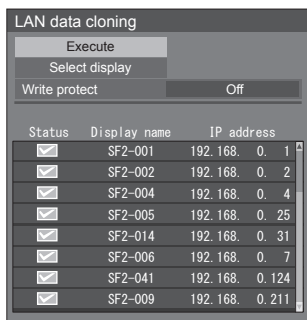 LAN data cloning
Execute
Select display
Write protect Off
Status Display name IP address
SF2-001 192.168. 0. 1
SF2-002 192.168. 0. 2
SF2-004 192.168. 0. 4
SF2-005 192.168. 0. 25
SF2-014 192.168. 0. 31
SF2-006 192.168. 0. 7
SF2-041 192.168. 0.124
SF2-009 192.168. 0.211